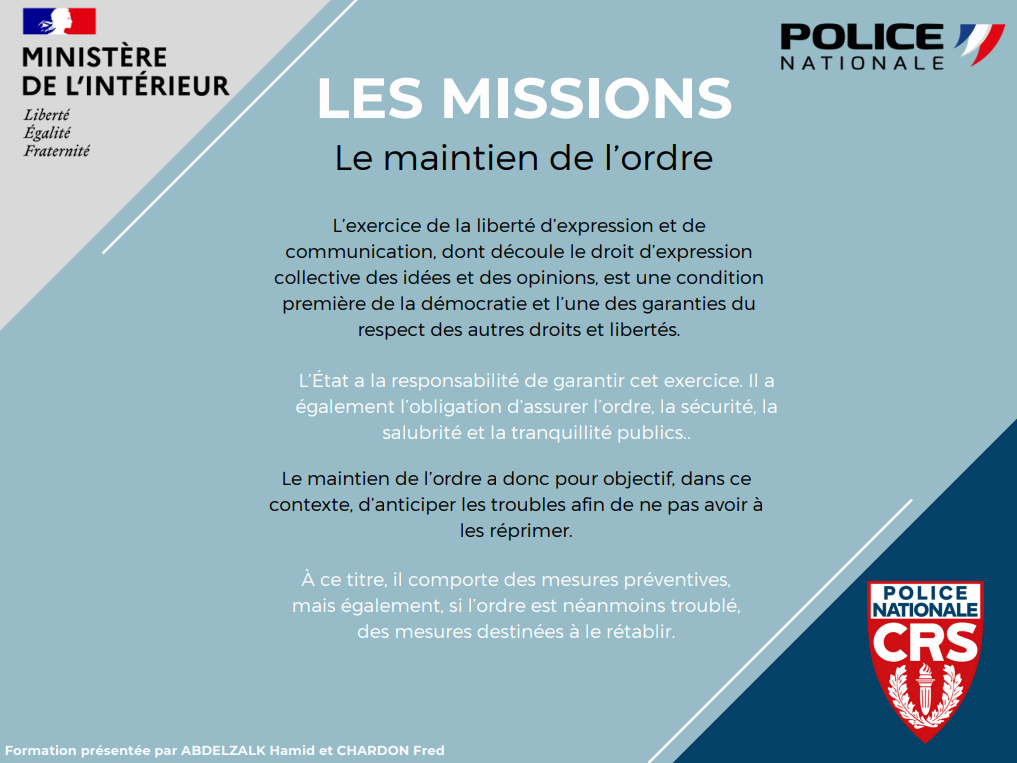 MINISTÈRE
DE L'INTÉRIEUR
Liberté
Égalité
Fraternité
POLICE
NATIONALE
LES MISSIONS
Le maintien de l'ordre
L'exercice de la liberté d'expression et de
communication, dont découle le droit d'expression
collective des idées et des opinions, est une condition
première de la démocratie et l'une des garanties du
respect des autres droits et libertés.
L'État a la responsabilité de garantir cet exercice. Il a
également l'obligation d'assurer l'ordre, la sécurité, la
salubrité et la tranquillité publics..
Le maintien de l'ordre a donc pour objectif, dans ce
contexte, d'anticiper les troubles afin de ne pas avoir à
les réprimer.
À ce titre, il comporte des mesures préventives,
mais également, si l'ordre est néanmoins troublé,
des mesures destinées à le rétablir.
POLICE
NATIONALE
CRS
Formation présentée par ABDELZALK Hamid et CHARDON Fred